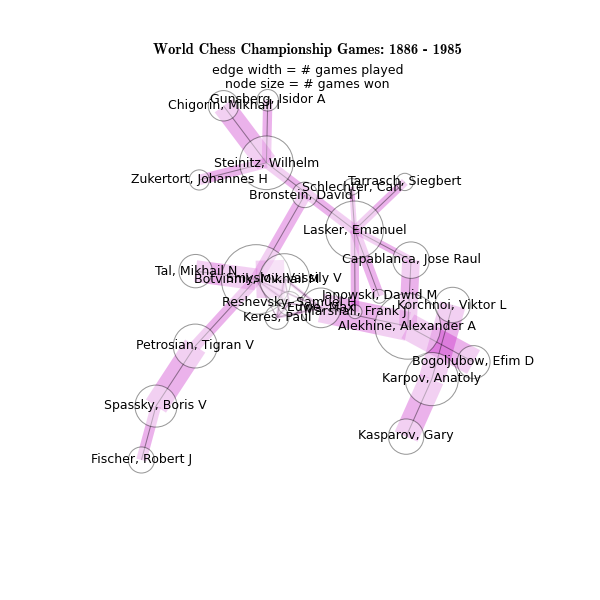 World Chess Championship Games: 1886 - 1985
edge width = # games played
node size = # games won
Gunsberg, Isidor A
Chigorin, Mikhail I
Steinitz, Wilhelm
Zukertort, Johannes H
Tarrasch, Siegbert
Schlechter, Carl
Bronstein, David I
Lasker, Emanuel
Capablanca, Jose Raul
Tal, Mikhail N
Botvinnik, Mikhail M
Smyslov, Vassily V
Janowski, Dawid M
Reshevsky, Samuel H
Korchnoi, Viktor L
Euwe, Max
Marshall, Frank J
Keres, Paul
Alekhine, Alexander A
Petrosian, Tigran V
Bogoljubow, Efim D
Karpov, Anatoly
Spassky, Boris V
Kasparov, Gary
Fischer, Robert J